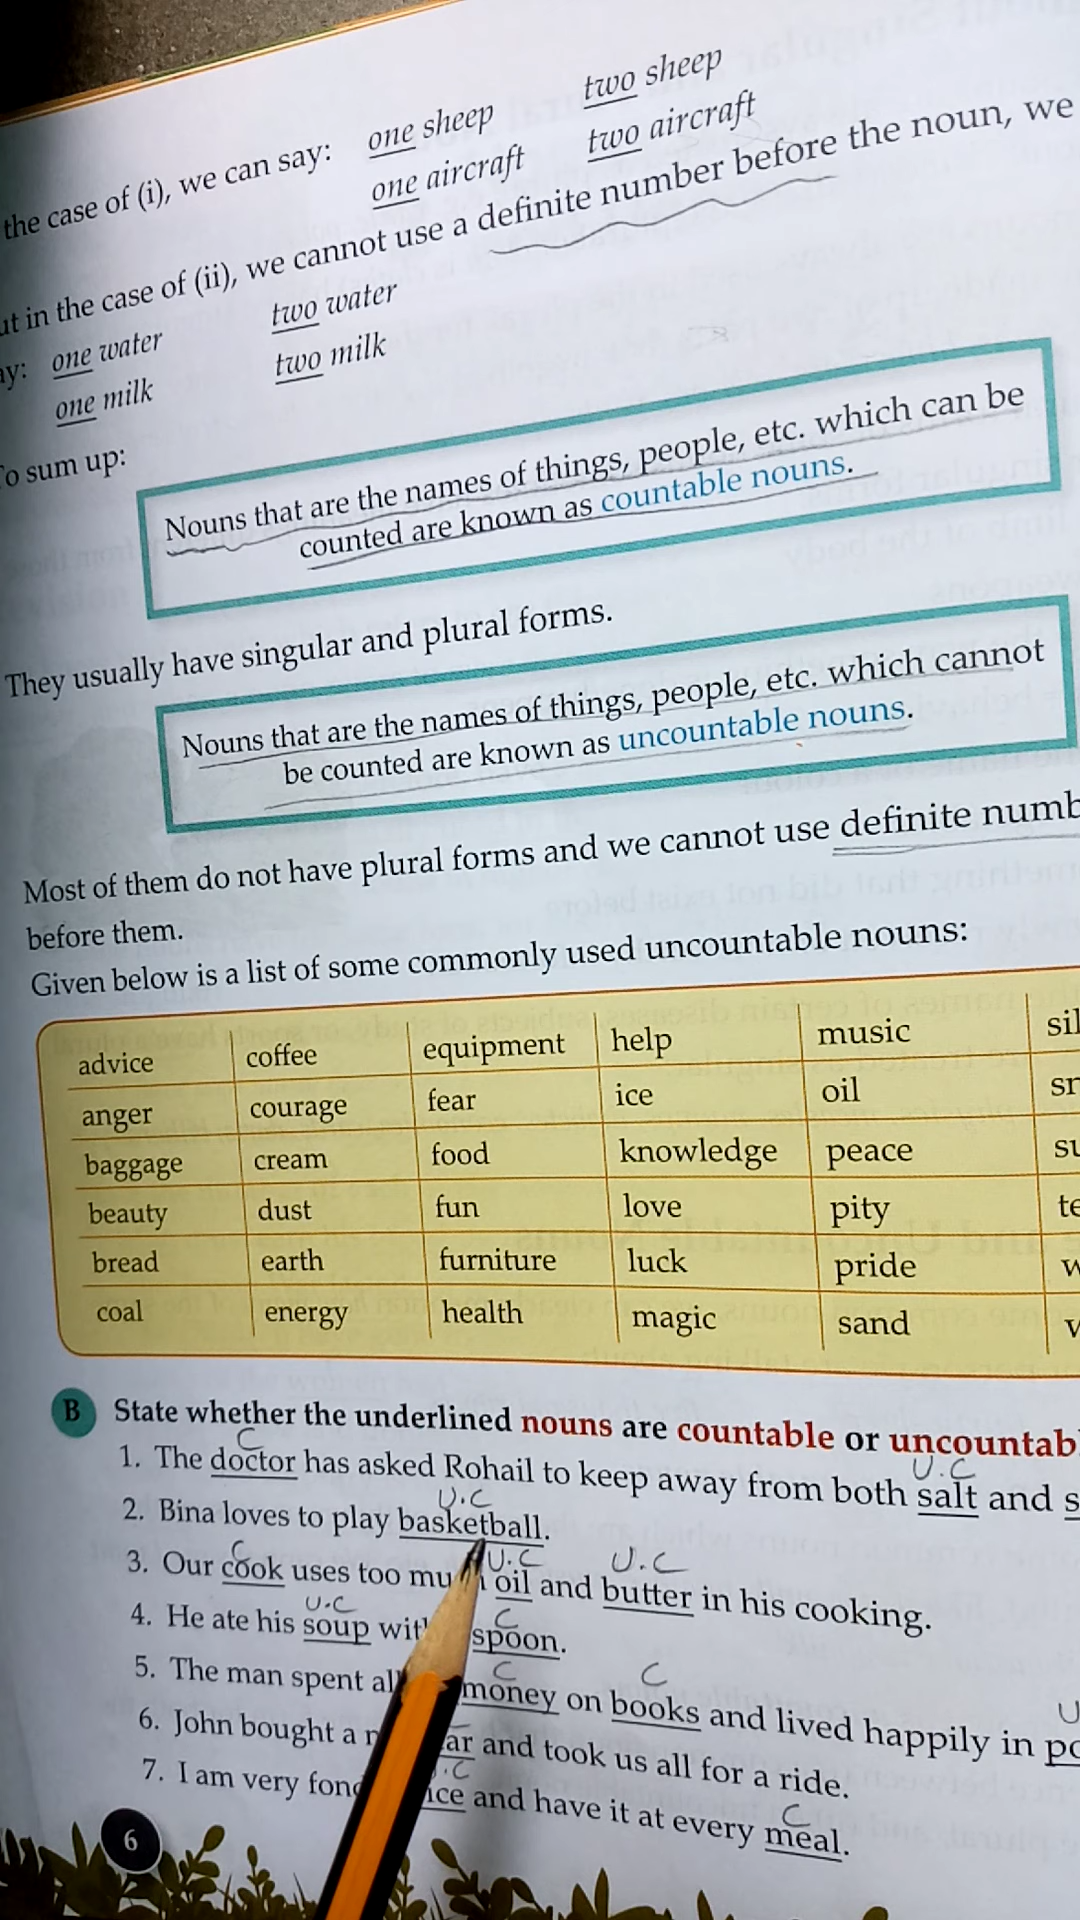 the case of (i), we can say: one sheep two sheep
one aircraft two aircraft
in the case of (ii), we cannot use a definite number before the noun, we
one water two water
one milk two milk
sum up:
Nouns that are the names of things, people, etc. which can be
counted are known as countable nouns.
They usually have singular and plural forms.
Nouns that are the names of things, people, etc. which cannot
be counted are known as uncountable nouns.
Most of them do not have plural forms and we cannot use definite numb
before them.
Given below is a list of some commonly used uncountable nouns:
advice coffee equipment help music sil
anger courage fear ice oil
baggage cream food knowledge peace
beauty dust fun love pity te
bread earth furniture luck pride
coal energy health magic sand
B State whether the underlined nouns are countable or uncountab
C U.C
1. The doctor has asked Rohail to keep away from both salt and s
U.C
2. Bina loves to play basketball.
C U.C U.C
3. Our cook uses too mu oil and butter in his cooking.
U.C C
4. He ate his soup wit spoon.
C C U
5. The man spent al money on books and lived happily in
6. John bought a ar and took us all for a ride.
.C C
7. I am very fon ice and have it at every meal.
6